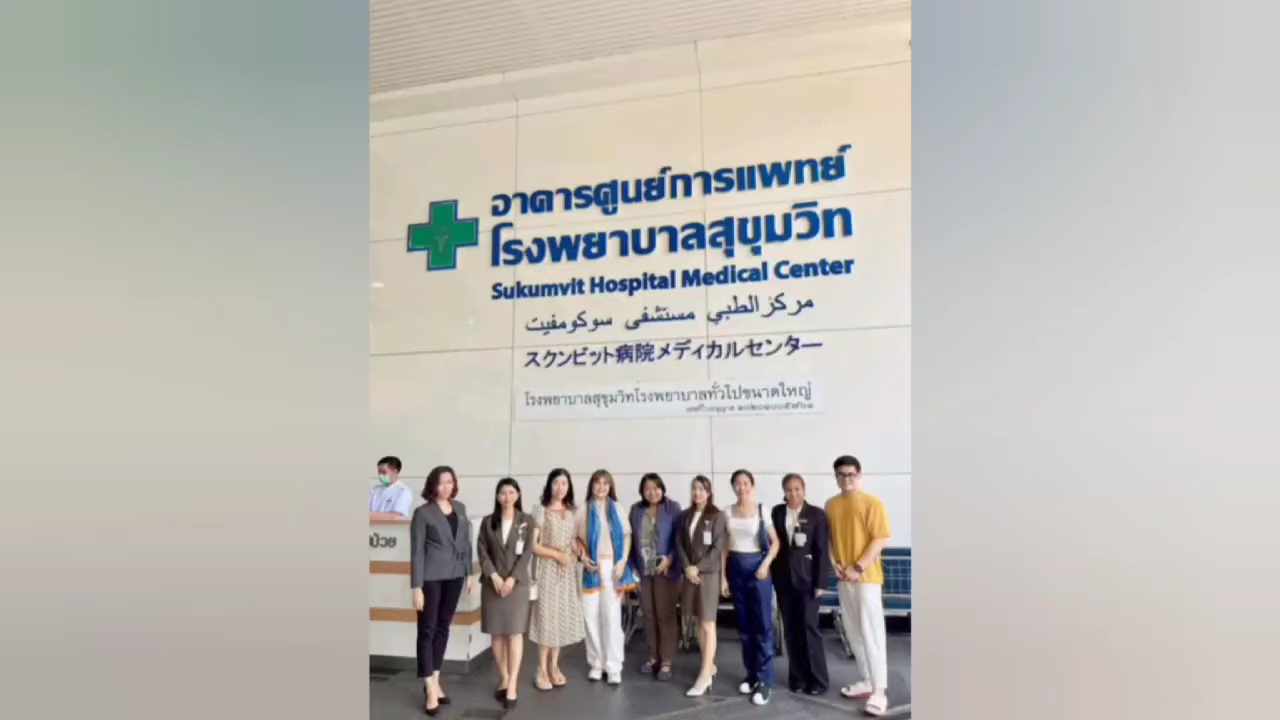 อาคารศูนย์การแพทย์
โรงพยาบาลสุขุมวิท
Sukumvit Hospital Medical Center
مركز الطبي مستشفى سوكومفيت
スクンビット病院メディカルセンター
โรงพยาบาลสุขุมวิทโรงพยาบาลทั่วไปขนาดใหญ่